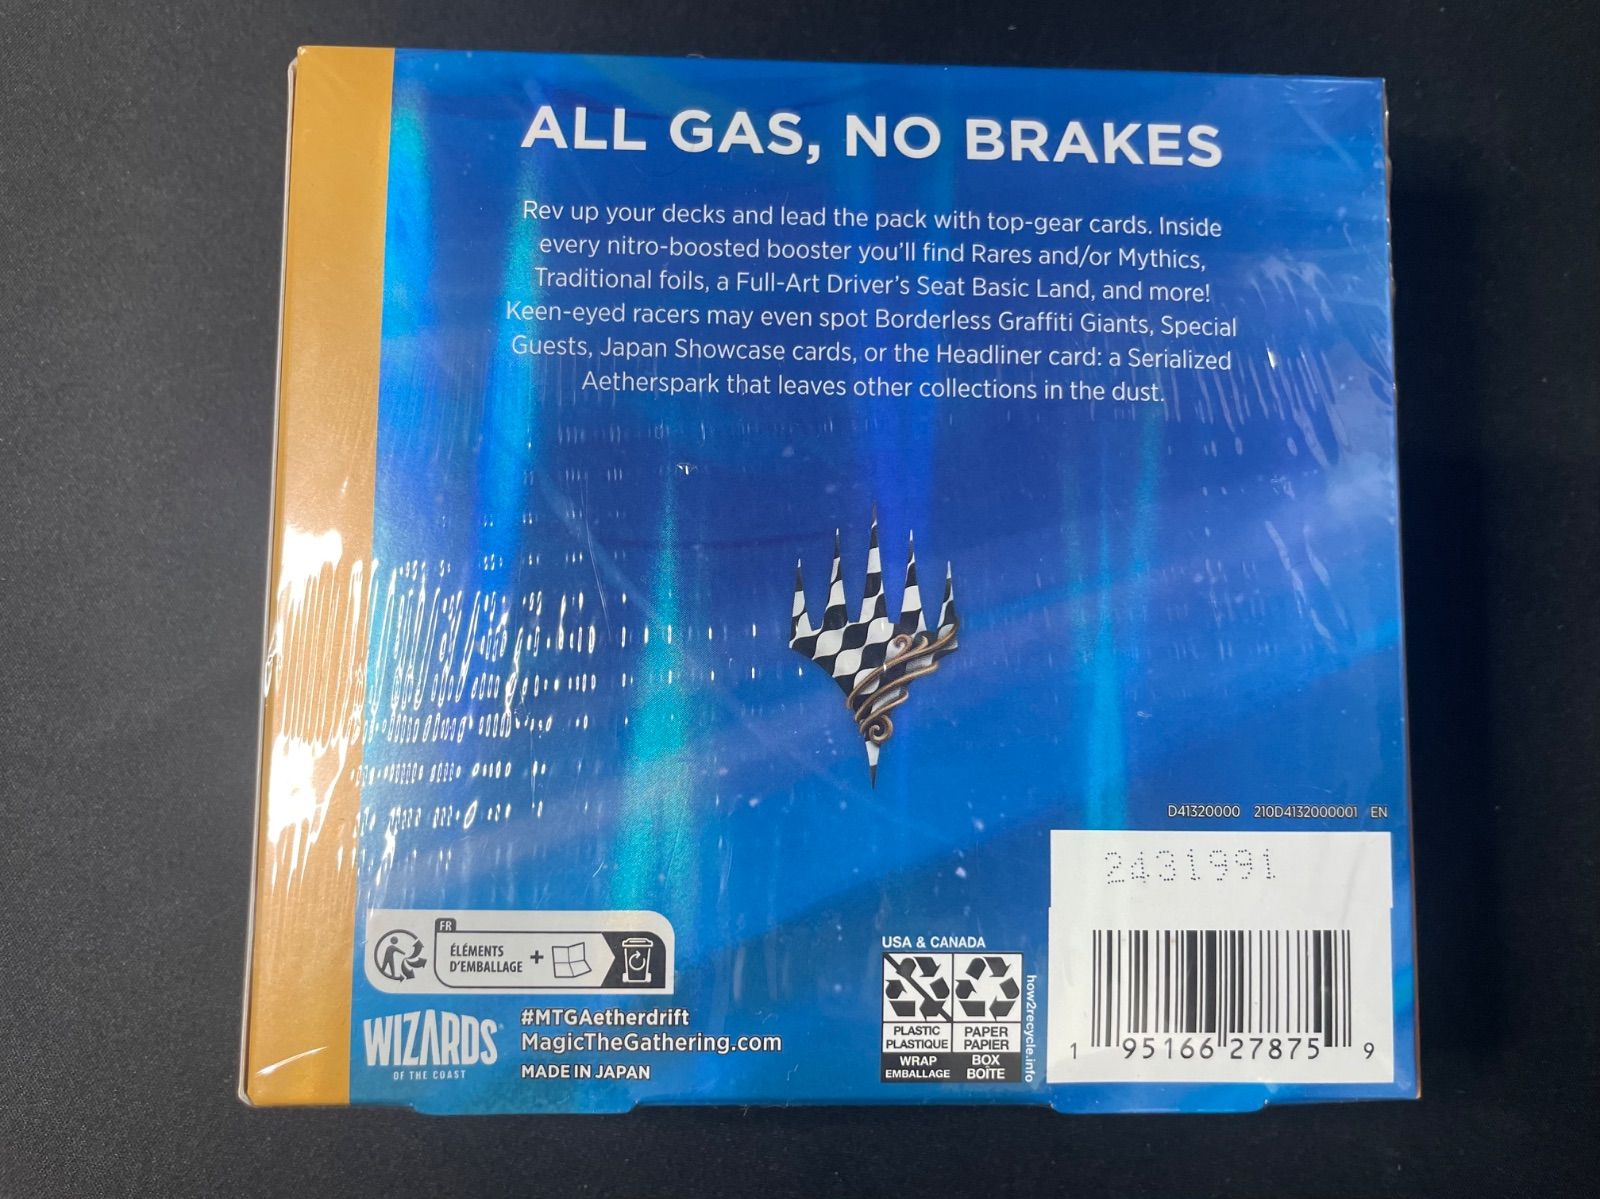 ALL GAS, NO BRAKES
Rev up your decks and lead the pack with top-gear cards. Inside
every nitro-boosted booster you'll find Rares and/or Mythics,
Traditional foils, a Full-Art Driver's Seat Basic Land, and more!
Keen-eyed racers may even spot Borderless Graffiti Giants, Special
Guests, Japan Showcase cards, or the Headliner card: a Serialized
Aetherspark that leaves other collections in the dust.
D41320000 210D4132000001 EN
2431991
FR
ÉLÉMENTS
D'EMBALLAGE
+
WIZARDS
OF THE COAST
#MTGAetherdrift
MagicTheGathering.com
MADE IN JAPAN
USA & CANADA
PLASTIC
PLASTIQUE
WRAP
EMBALLAGE
PAPER
PAPIER
BOX
BOÎTE
how2recycle.info
1 95166 27875 9